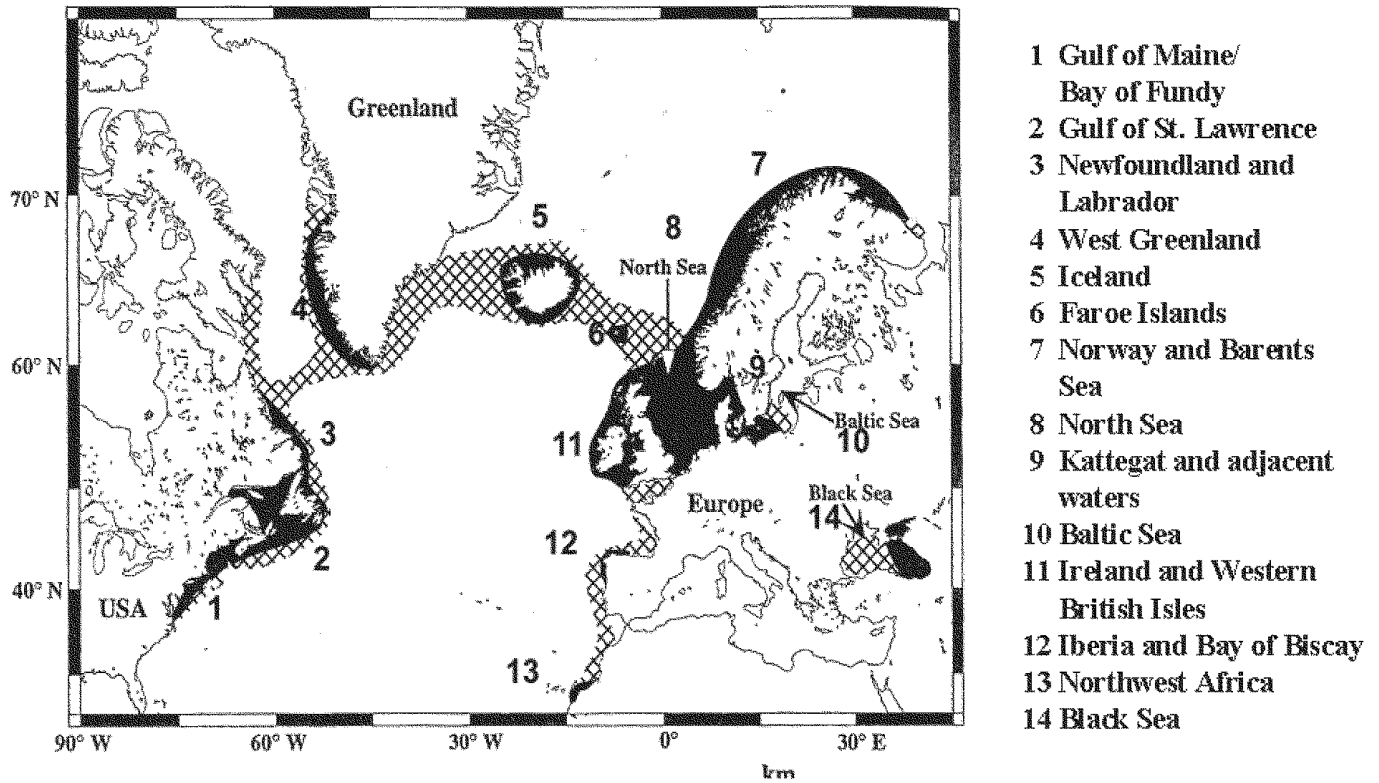 Greenland
7
70° N
5
8
North Sea
4
6
60° N
9
3
11
Baltic Sea
10
Europe
Black Sea
14
12
2
40° N
USA
1
13
90° W
60° W
30° W
0°
30° E
km
1 Gulf of Maine/
Bay of Fundy
2 Gulf of St. Lawrence
3 Newfoundland and
Labrador
4 West Greenland
5 Iceland
6 Faroe Islands
7 Norway and Barents
Sea
8 North Sea
9 Kattegat and adjacent
waters
10 Baltic Sea
11 Ireland and Western
British Isles
12 Iberia and Bay of Biscay
13 Northwest Africa
14 Black Sea